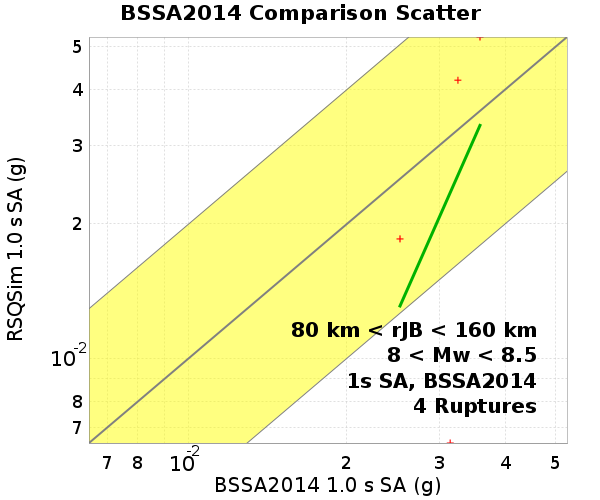 BSSA2014 Comparison Scatter
RSQSim 1.0 s SA (g)
5
4
3
2
10-2
8
7
80 km < rJB < 160 km
8 < Mw < 8.5
1s SA, BSSA2014
4 Ruptures
7 8 10-2 2 3 4 5
BSSA2014 1.0 s SA (g)